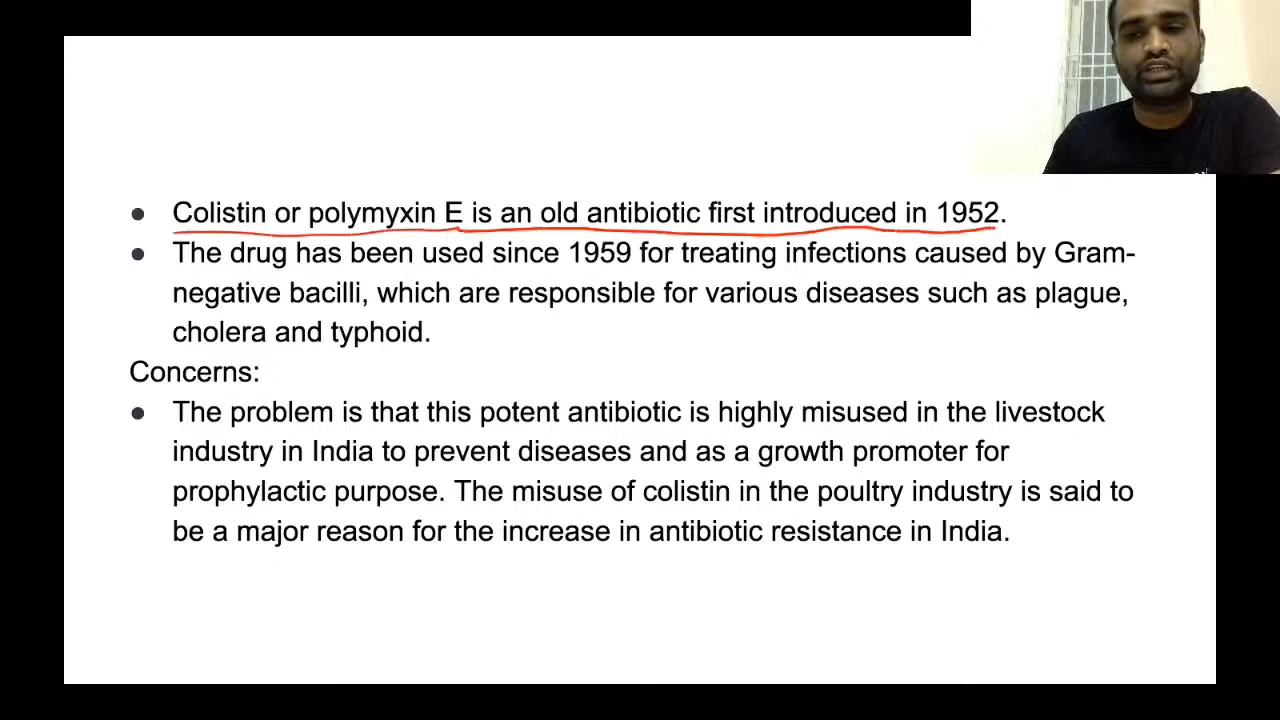 ● Colistin or polymyxin E is an old antibiotic first introduced in 1952.
● The drug has been used since 1959 for treating infections caused by Gram-
negative bacilli, which are responsible for various diseases such as plague,
cholera and typhoid.
Concerns:
● The problem is that this potent antibiotic is highly misused in the livestock
industry in India to prevent diseases and as a growth promoter for
prophylactic purpose. The misuse of colistin in the poultry industry is said to
be a major reason for the increase in antibiotic resistance in India.